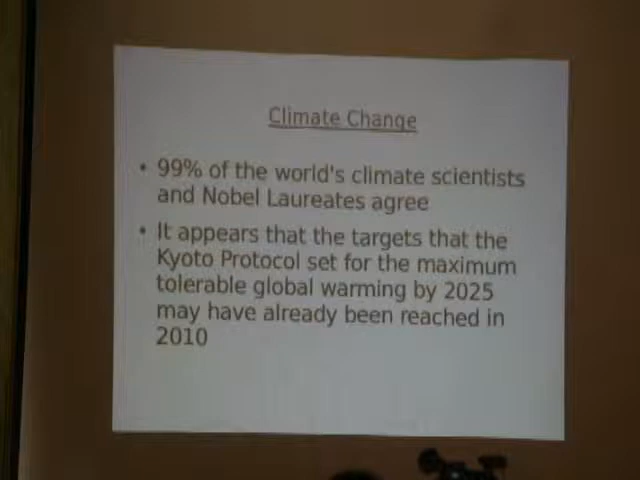 Climate Change
• 99% of the world's climate scientists
and Nobel Laureates agree
• It appears that the targets that the
Kyoto Protocol set for the maximum
tolerable global warming by 2025
may have already been reached in
2010